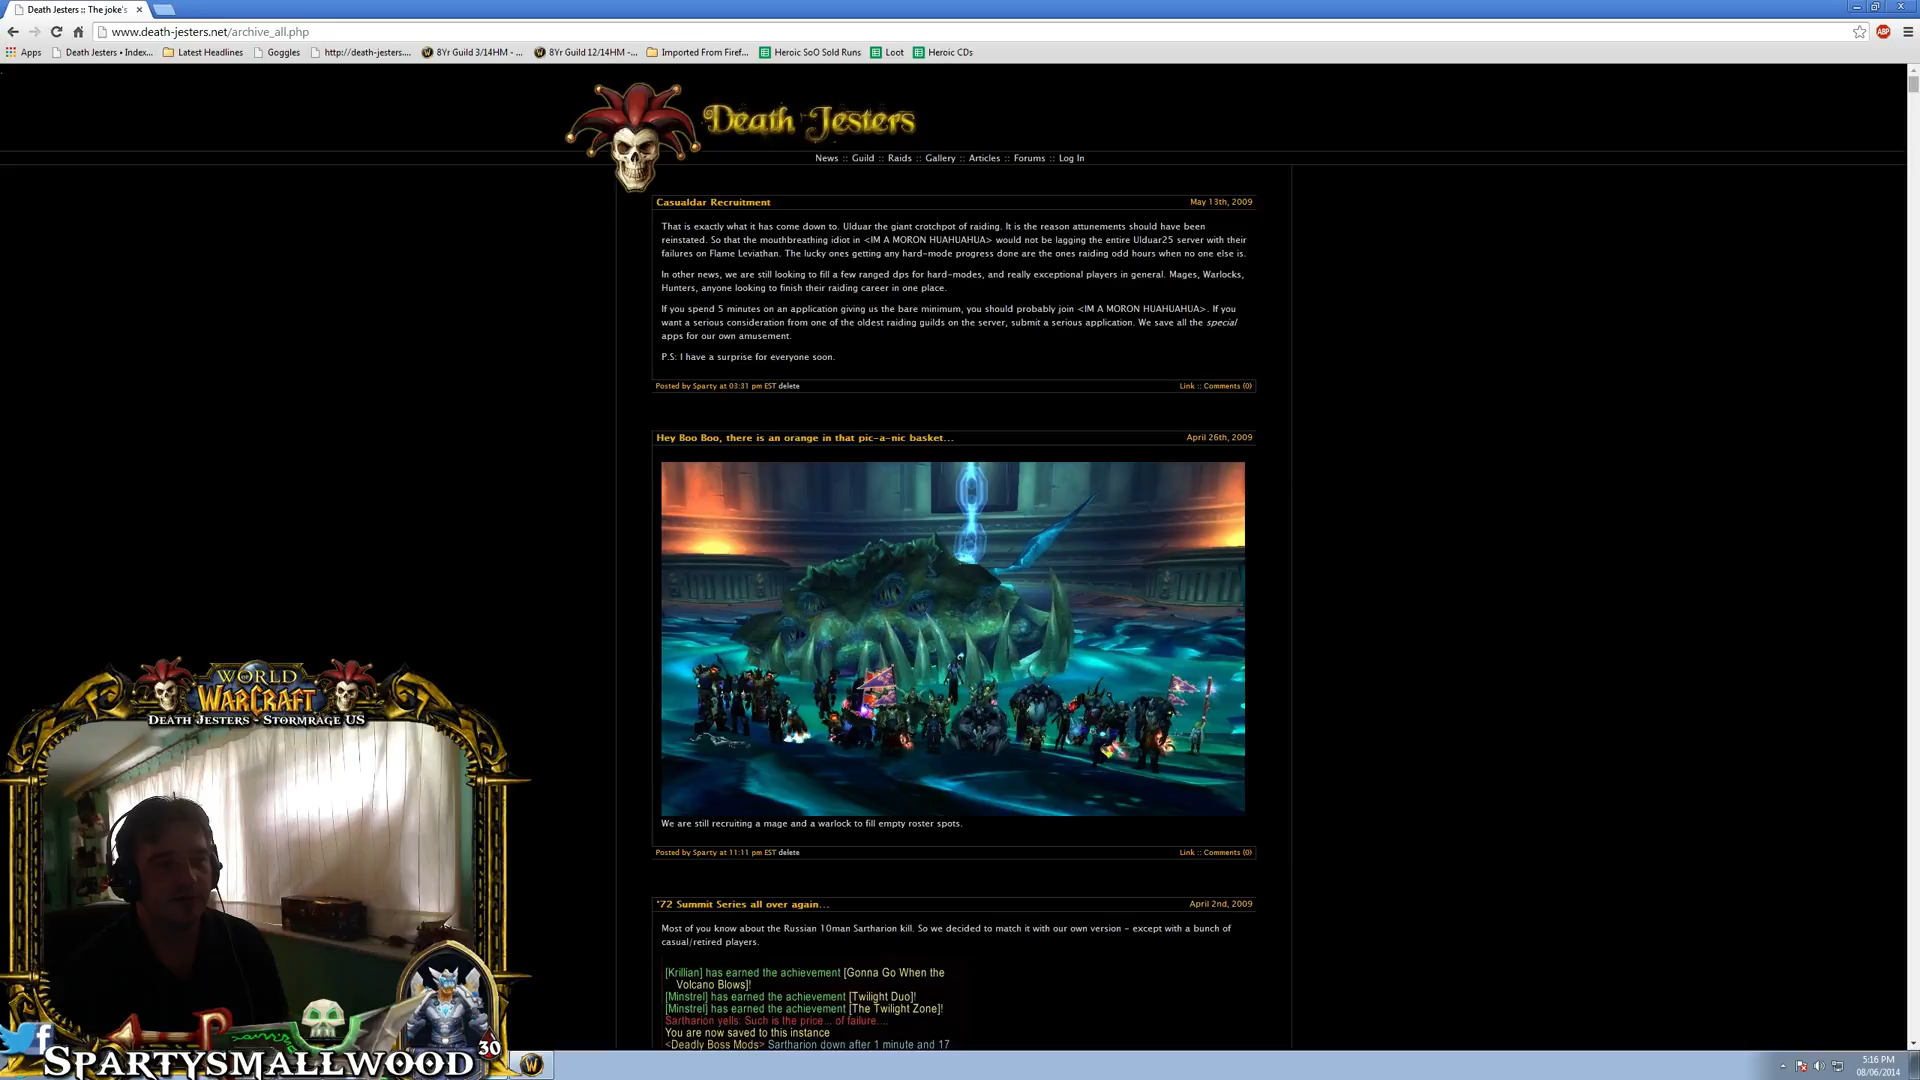 Death Jesters :: The joke's
www.death-jesters.net/archive_all.php
ABP
Apps
Death Jesters • Index...
Latest Headlines
Goggles
http://death-jesters....
8Yr Guild 3/14HM - ...
8Yr Guild 12/14HM -...
Imported From Firef...
Heroic SoO Sold Runs
Loot
Heroic CDs
Death Jesters
News :: Guild :: Raids :: Gallery :: Articles :: Forums :: Log In
Casualdar Recruitment
May 13th, 2009
That is exactly what it has come down to. Ulduar the giant crotchpot of raiding. It is the reason attunements should have been
reinstated. So that the mouthbreathing idiot in <IM A MORON HUAHUAHUA> would not be lagging the entire Ulduar25 server with their
failures on Flame Leviathan. The lucky ones getting any hard-mode progress done are the ones raiding odd hours when no one else is.
In other news, we are still looking to fill a few ranged dps for hard-modes, and really exceptional players in general. Mages, Warlocks,
Hunters, anyone looking to finish their raiding career in one place.
If you spend 5 minutes on an application giving us the bare minimum, you should probably join <IM A MORON HUAHUAHUA>. If you
want a serious consideration from one of the oldest raiding guilds on the server, submit a serious application. We save all the special
apps for our own amusement.
P.S: I have a surprise for everyone soon.
Posted by Sparty at 03:31 pm EST delete
Link :: Comments (0)
Hey Boo Boo, there is an orange in that pic-a-nic basket...
April 26th, 2009
We are still recruiting a mage and a warlock to fill empty roster spots.
Posted by Sparty at 11:11 pm EST delete
Link :: Comments (0)
'72 Summit Series all over again...
April 2nd, 2009
Most of you know about the Russian 10man Sartharion kill. So we decided to match it with our own version - except with a bunch of
casual/retired players.
[Krillian] has earned the achievement [Gonna Go When the
Volcano Blows]!
[Minstrel] has earned the achievement [Twilight Duo]!
[Minstrel] has earned the achievement [The Twilight Zone]!
Sartharion yells: Such is the price... of failure....
You are now saved to this instance
<Deadly Boss Mods> Sartharion down after 1 minute and 17
World
WarCraft
Death Jesters - Stormrage US
30
Spartysmallwood
5:16 PM
08/06/2014